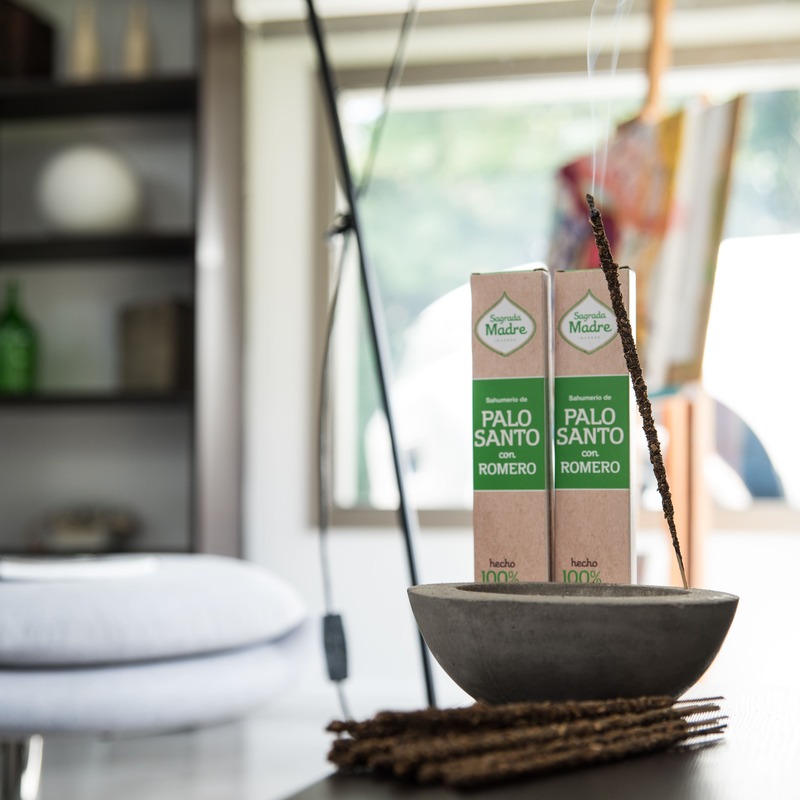 Sagrada
Madre
Sahumerio de
PALO
SANTO
con
ROMERO
hecho
100%
Sagrada
Madre
Sahumerio de
PALO
SANTO
con
ROMERO
hecho
100%